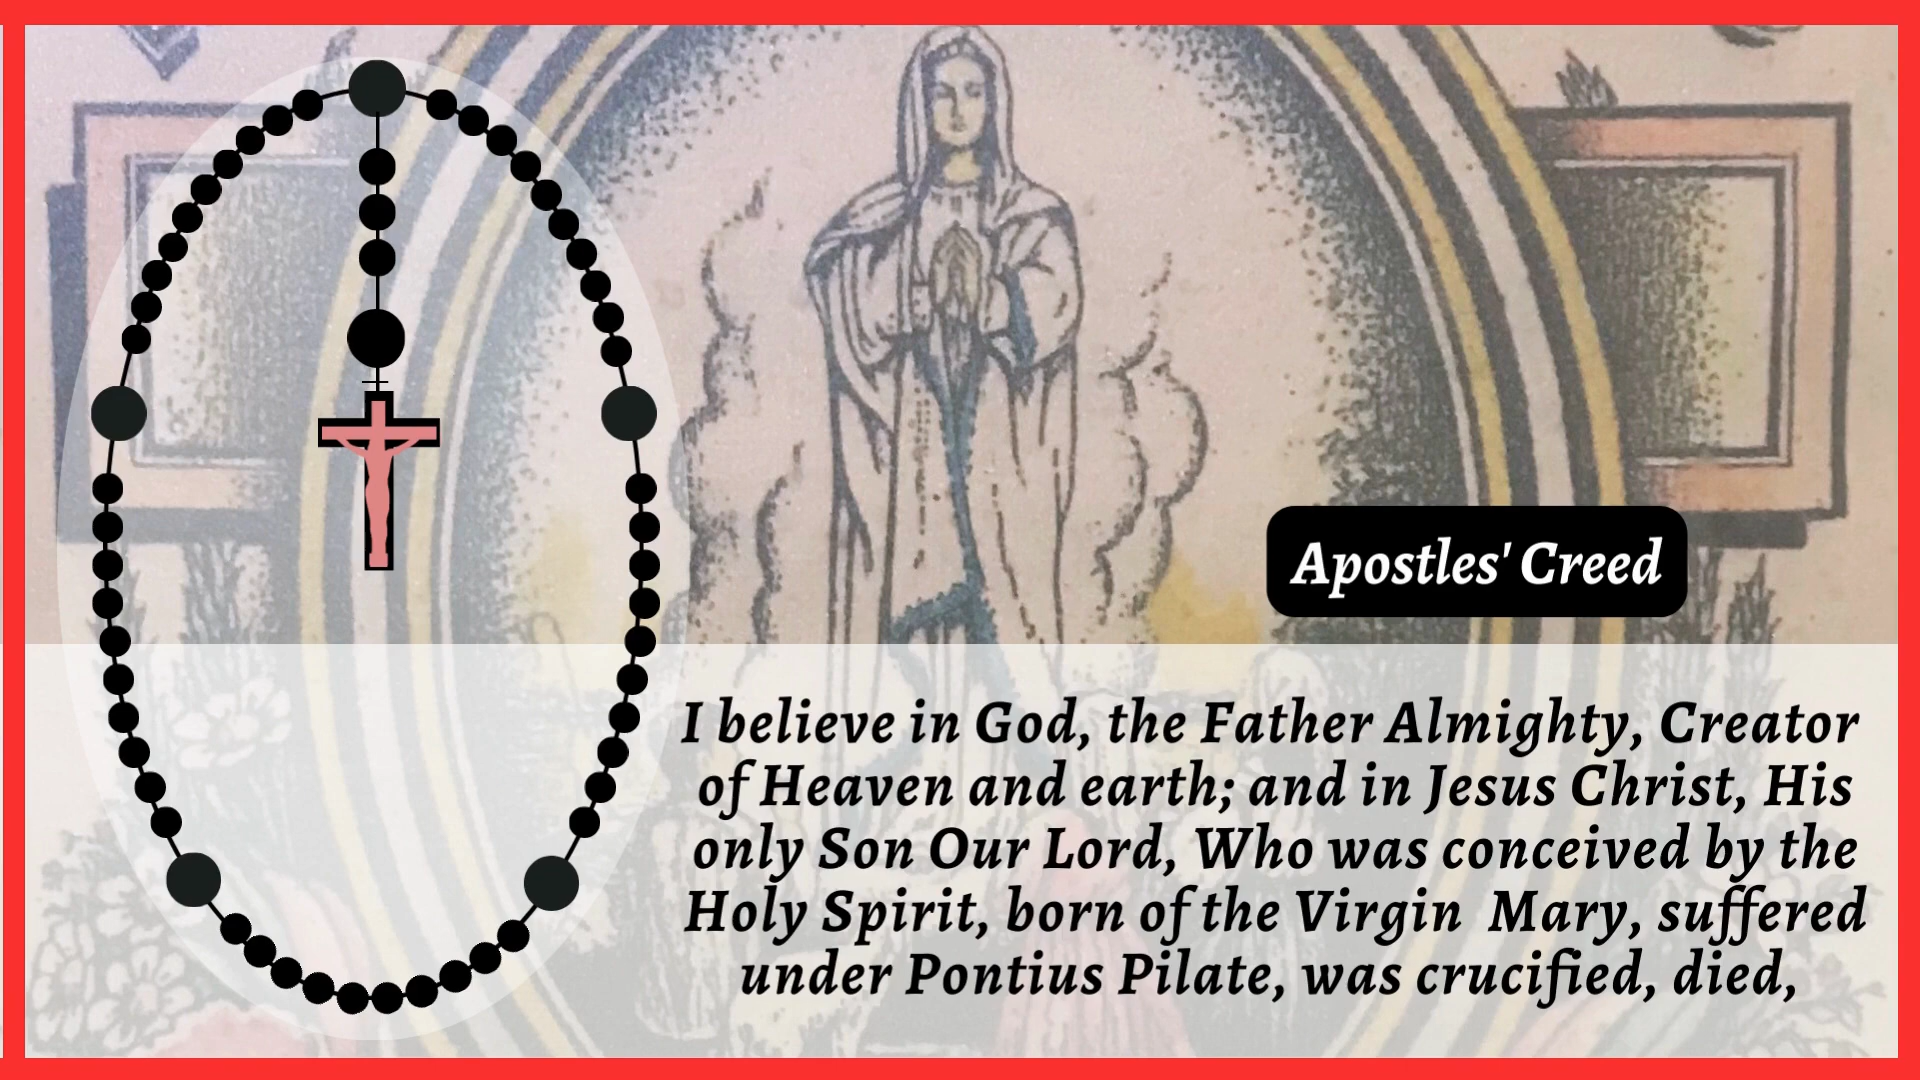 Apostles' Creed
I believe in God, the Father Almighty, Creator
of Heaven and earth; and in Jesus Christ, His
only Son Our Lord, Who was conceived by the
Holy Spirit, born of the Virgin  Mary, suffered
under Pontius Pilate, was crucified, died,